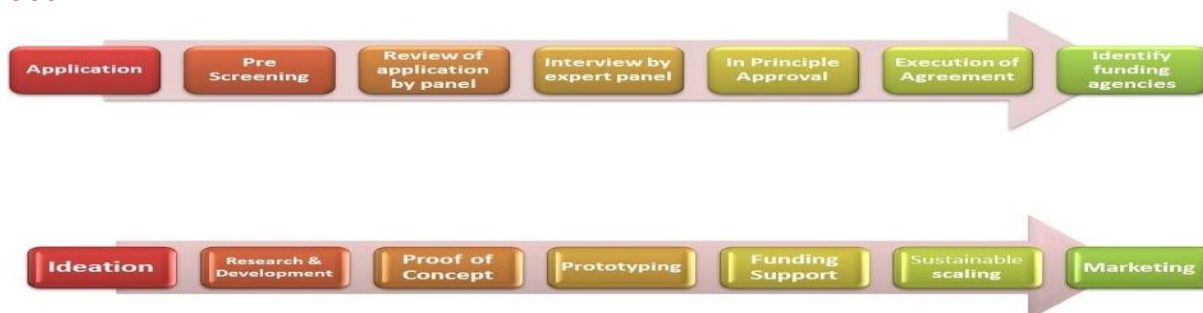 Application
Pre
Screening
Review of
application
by panel
Interview by
expert panel
In Principle
Approval
Execution of
Agreement
Identify
funding
agencies
Ideation
Research &
Development
Proof of
Concept
Prototyping
Funding
Support
Sustainable
scaling
Marketing